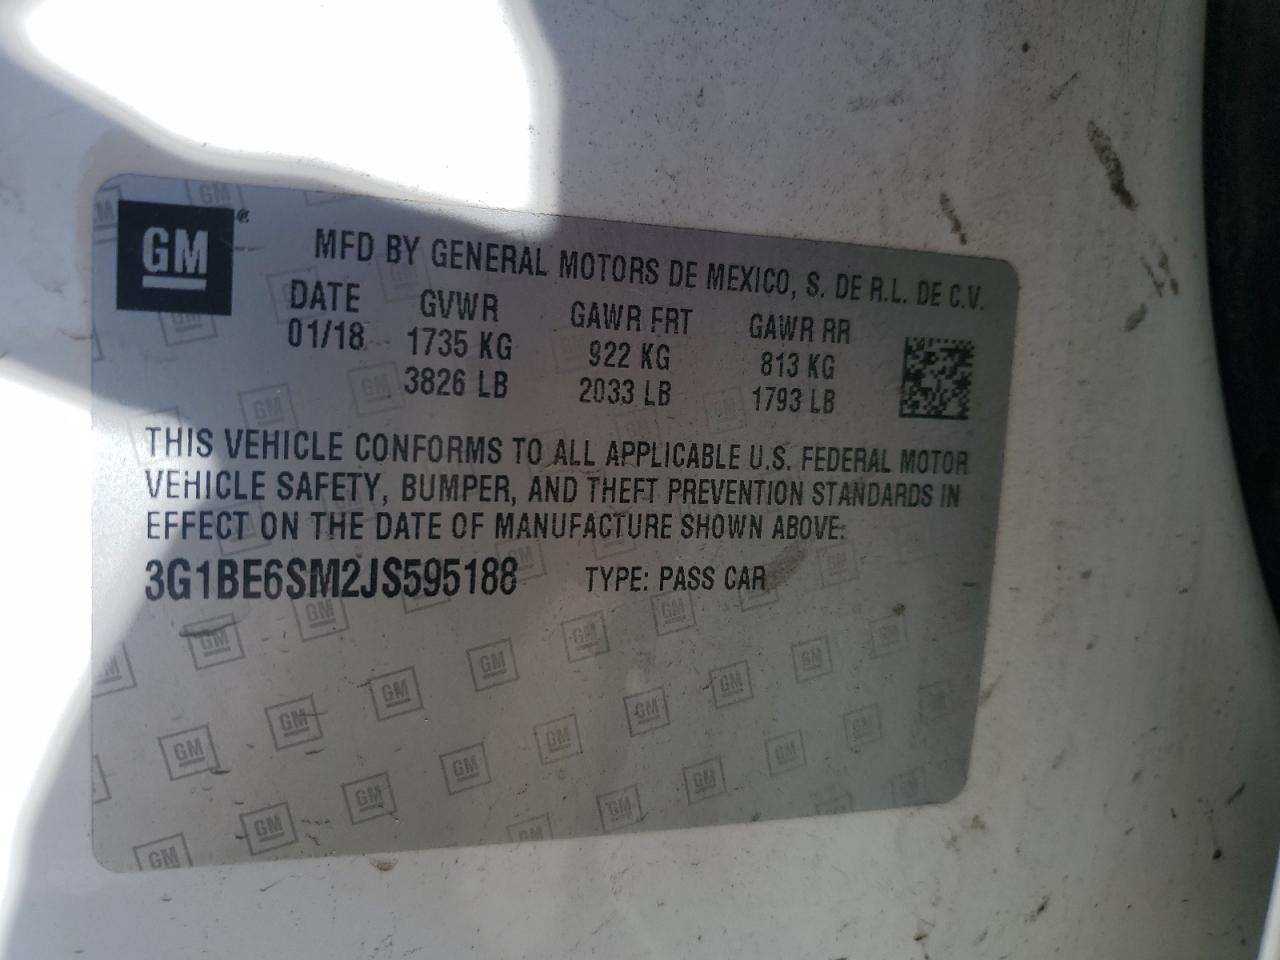 GM®
MFD BY GENERAL MOTORS DE MEXICO, S. DE R.L. DE C.V.
DATE GVWR GAWR FRT GAWR RR
01/18 1735 KG 922 KG 813 KG
3826 LB 2033 LB 1793 LB
THIS VEHICLE CONFORMS TO ALL APPLICABLE U.S. FEDERAL MOTOR
VEHICLE SAFETY, BUMPER, AND THEFT PREVENTION STANDARDS IN
EFFECT ON THE DATE OF MANUFACTURE SHOWN ABOVE:
3G1BE6SM2JS595188 TYPE: PASS CAR